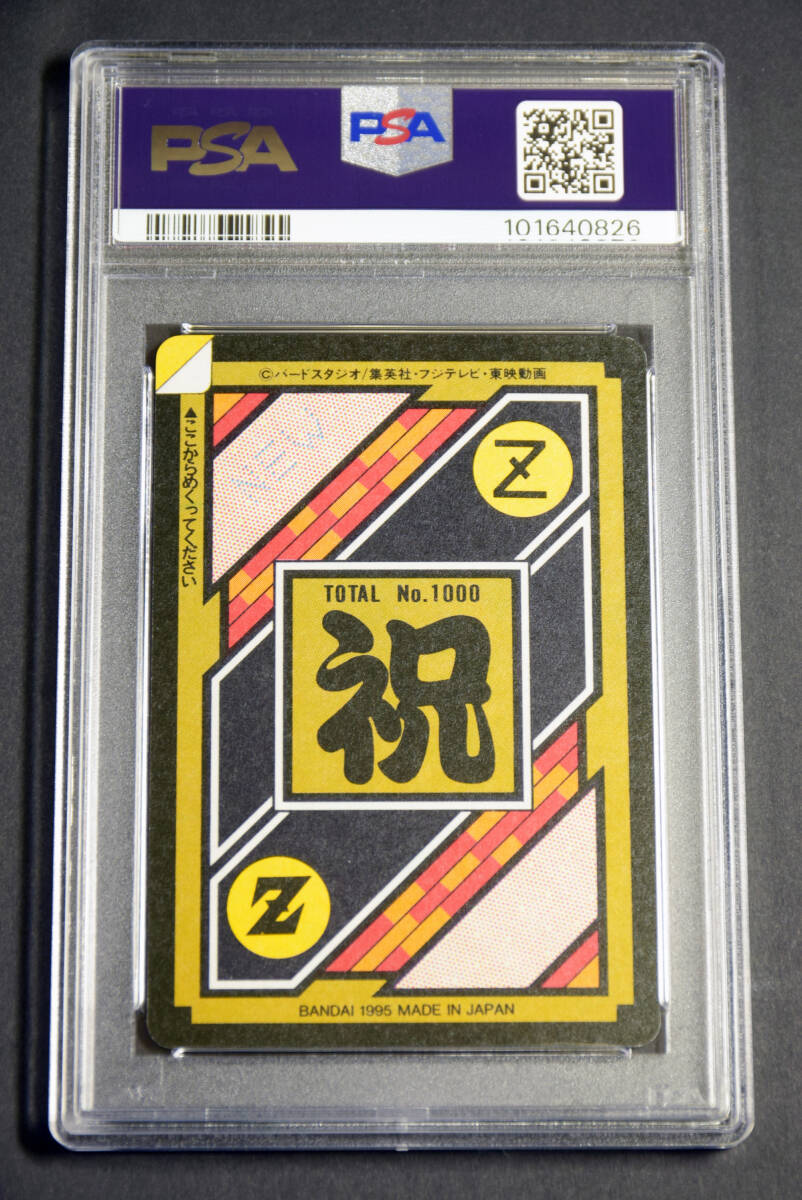 PSA
PSA
101640826
©バードスタジオ/集英社・フジテレビ・東映動画
▲ここからめくってください
NEW
Z
TOTAL No.1000
祝
Z
BANDAI 1995 MADE IN JAPAN